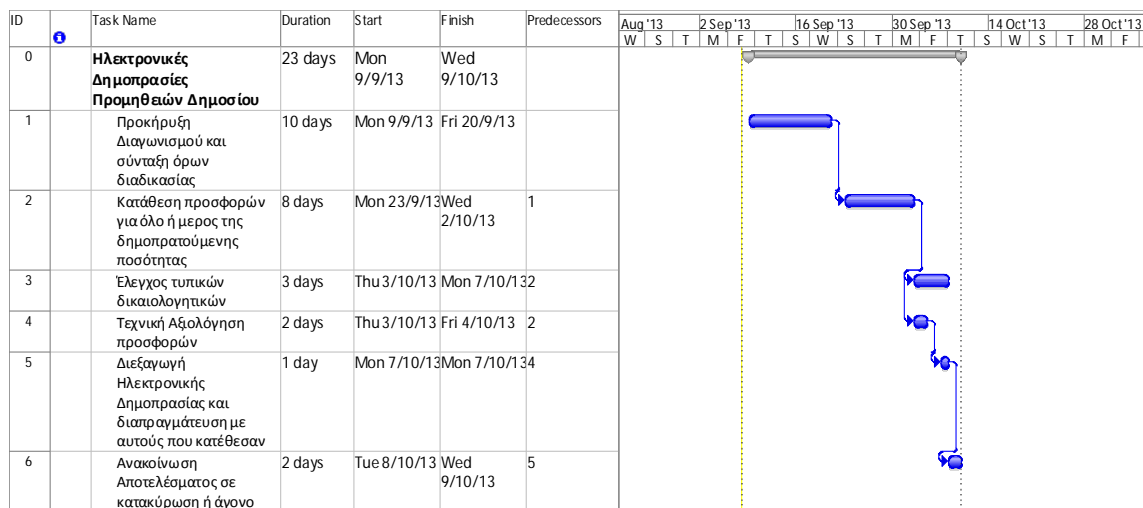 ID Task Name Duration Start Finish Predecessors Aug '13 2 Sep '13 16 Sep '13 30 Sep '13 14 Oct '13 28 Oct '13
W S T M F T S W S T M F T S W S T M F
0 Ηλεκτρονικές 23 days Mon Wed
Δημοπρασίες 9/9/13 9/10/13
Προμηθειών Δημοσίου
1 Προκήρυξη 10 days Mon 9/9/13 Fri 20/9/13
Διαγωνισμού και
σύνταξη όρων
διαδικασίας
2 Κατάθεση προσφορών 8 days Mon 23/9/13 Wed 1
για όλο ή μερος της 2/10/13
δημοπρατούμενης
ποσότητας
3 Έλεγχος τυπικών 3 days Thu 3/10/13 Mon 7/10/13 2
δικαιολογητικών
4 Τεχνική Αξιολόγηση 2 days Thu 3/10/13 Fri 4/10/13 2
προσφορών
5 Διεξαγωγή 1 day Mon 7/10/13 Mon 7/10/13 4
Ηλεκτρονικής
Δημοπρασίας και
διαπραγμάτευση με
αυτούς που κατέθεσαν
6 Ανακοίνωση 2 days Tue 8/10/13 Wed 5
Αποτελέσματος σε 9/10/13
κατακύρωση ή άγονο